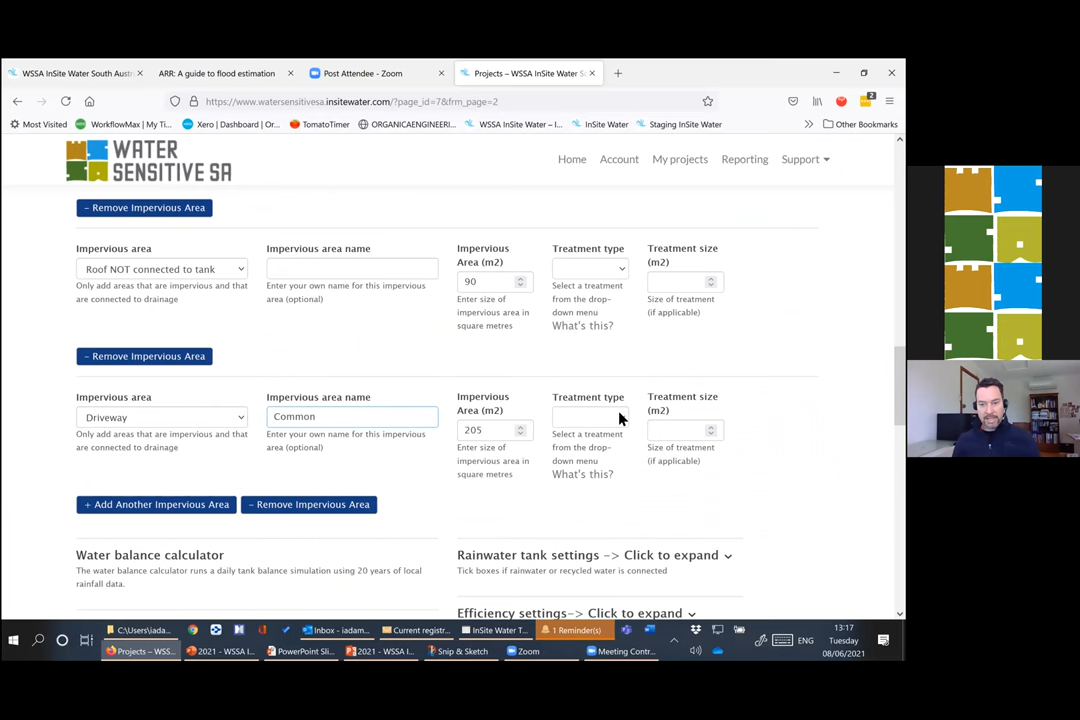 WSSA InSite Water South Austr
ARR: A guide to flood estimation
Post Attendee - Zoom
Projects – WSSA InSite Water So
https://www.watersensitivesa.insitewater.com/?page_id=7&frm_page=2
2
Most Visited
WorkflowMax | My Ti...
Xero | Dashboard | Or...
TomatoTimer
ORGANICAENGINEERI...
WSSA InSite Water – I...
InSite Water
Staging InSite Water
Other Bookmarks
WATER
SENSITIVE SA
Home
Account
My projects
Reporting
Support
– Remove Impervious Area
Impervious area
Impervious area name
Impervious
Area (m2)
Treatment type
Treatment size
(m2)
Roof NOT connected to tank
90
Only add areas that are impervious and that
are connected to drainage
Enter your own name for this impervious
area (optional)
Enter size of
impervious area in
square metres
Select a treatment
from the drop-
down menu
What's this?
Size of treatment
(if applicable)
– Remove Impervious Area
Impervious area
Impervious area name
Impervious
Area (m2)
Treatment type
Treatment size
(m2)
Driveway
Common
205
Only add areas that are impervious and that
are connected to drainage
Enter your own name for this impervious
area (optional)
Enter size of
impervious area in
square metres
Select a treatment
from the drop-
down menu
What's this?
Size of treatment
(if applicable)
+ Add Another Impervious Area
– Remove Impervious Area
Water balance calculator
The water balance calculator runs a daily tank balance simulation using 20 years of local
rainfall data.
Rainwater tank settings –> Click to expand
Tick boxes if rainwater or recycled water is connected
Efficiency settings–> Click to expand
C:\Users\iada...
Inbox - iadam...
Current registr...
InSite Water T...
1 Reminder(s)
ENG
13:17
Tuesday
08/06/2021
Projects – WSS...
2021 - WSSA I...
PowerPoint Sli...
2021 - WSSA I...
Snip & Sketch
Zoom
Meeting Contr...